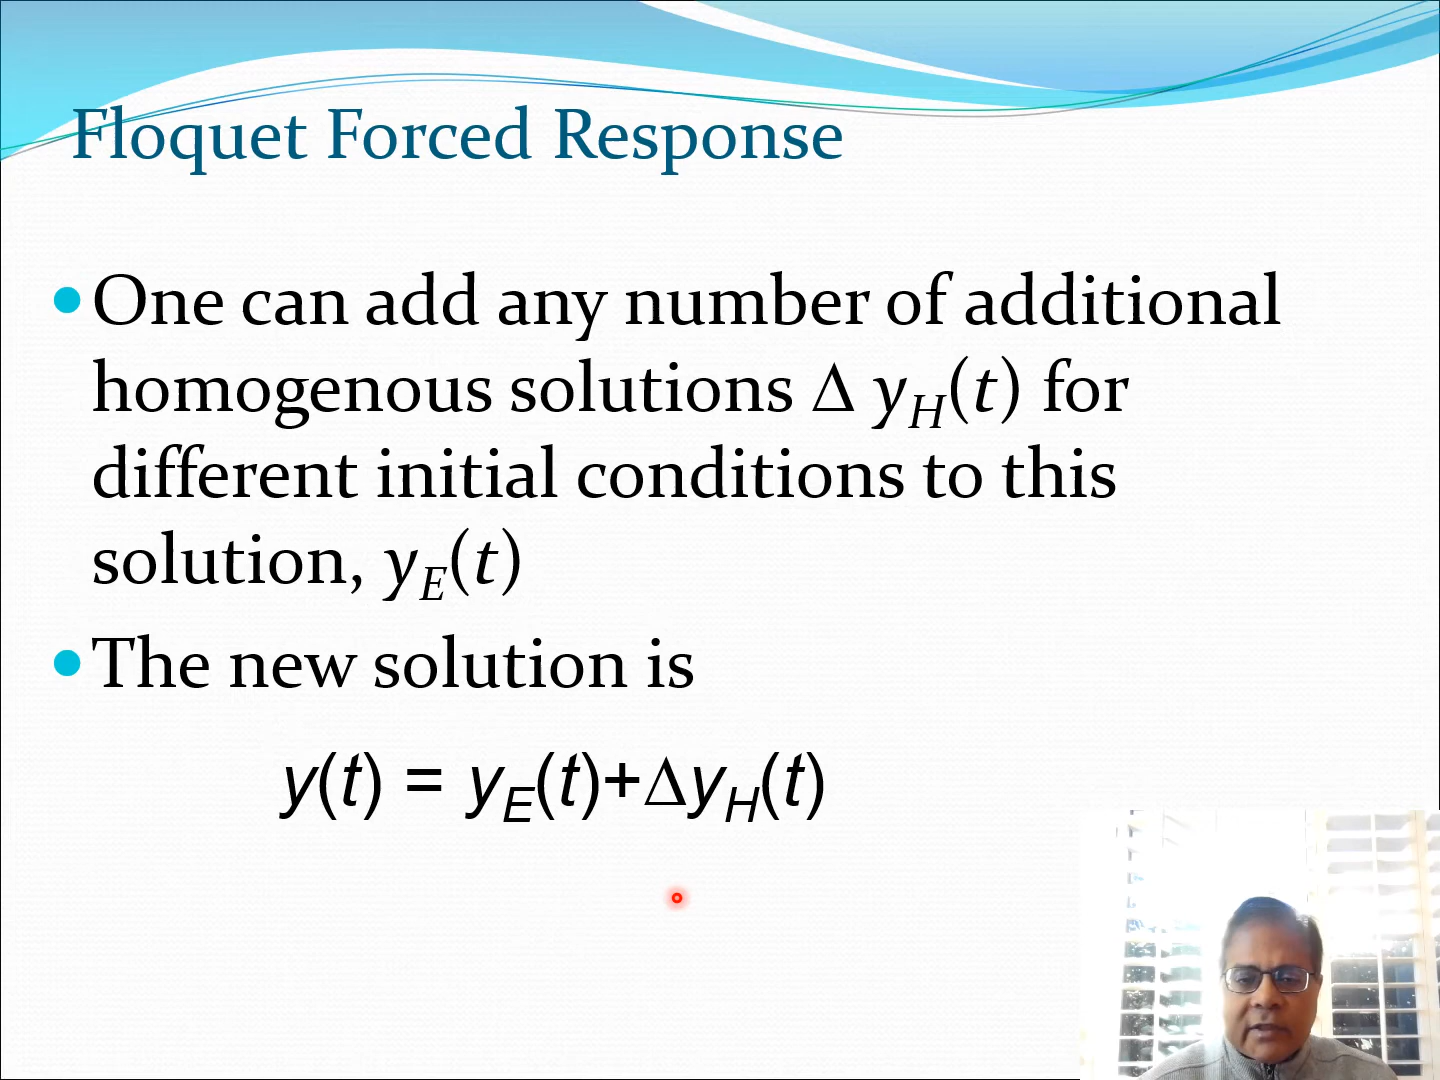 Floquet Forced Response
• One can add any number of additional
homogenous solutions Δ y_H(t) for
different initial conditions to this
solution, y_E(t)
• The new solution is
y(t) = y_E(t)+Δy_H(t)